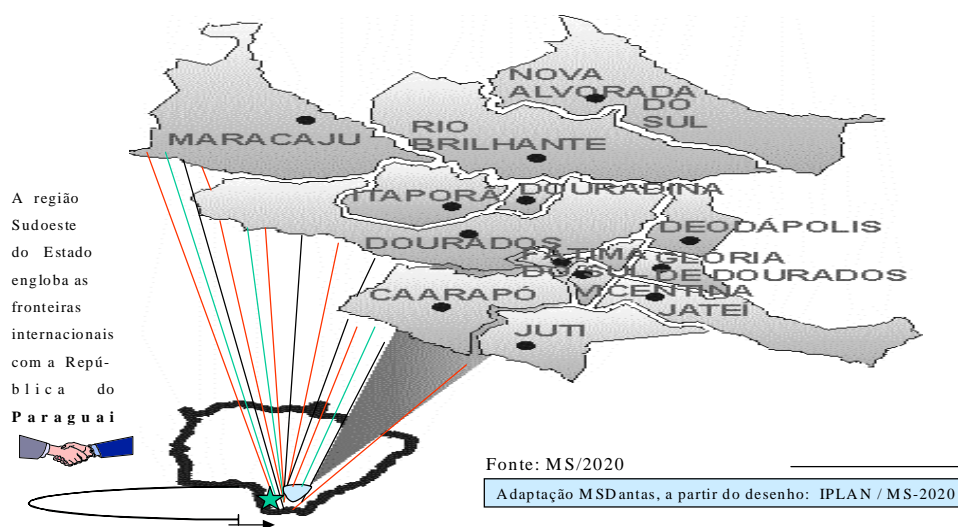 NOVA
ALVORADA
DO
SUL
MARACAJU
RIO
BRILHANTE
ITAPORÃ
DOURADINA
DEODÁPOLIS
DOURADOS
FÁTIMA
DO SUL
GLÓRIA
DE DOURADOS
VICENTINA
CAARAPÓ
JATEÍ
JUTI
A região
Sudoeste
do Estado
engloba as
fronteiras
internacionais
com a Repú-
blica do
Paraguai
Fonte: MS/2020
Adaptação MSDantas, a partir do desenho: IPLAN / MS-2020